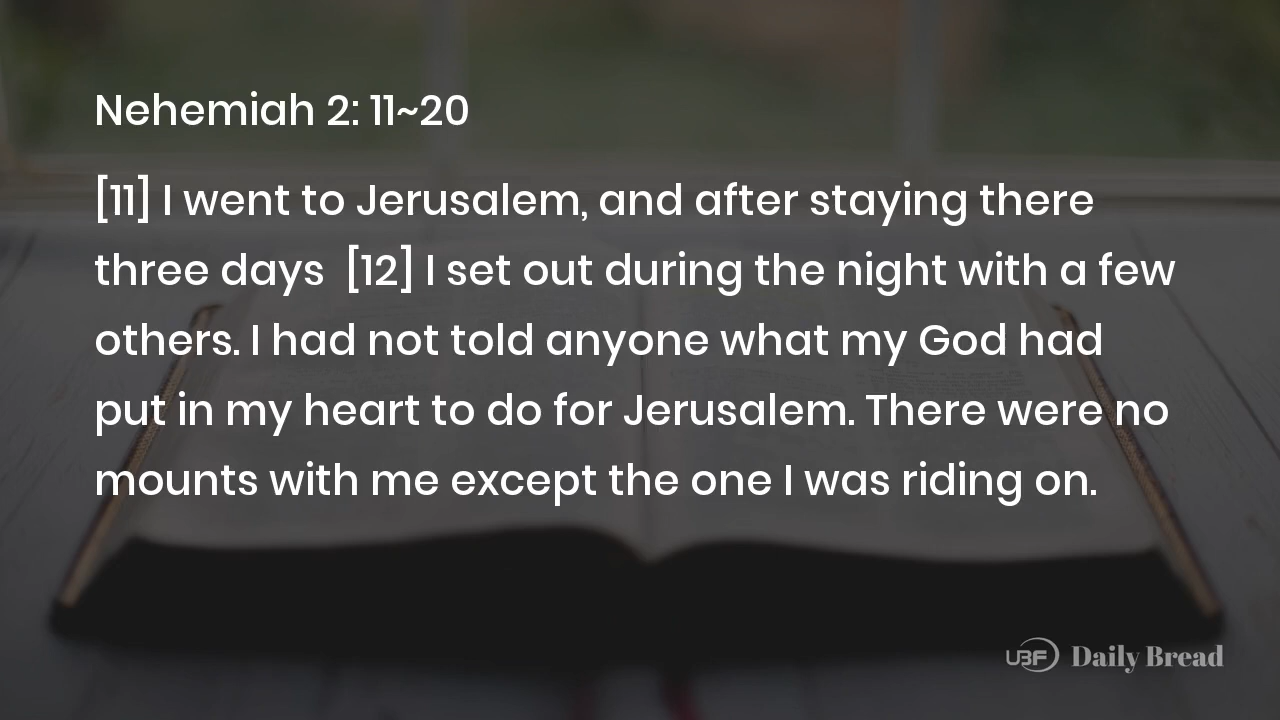 Nehemiah 2: 11~20
[11] I went to Jerusalem, and after staying there
three days  [12] I set out during the night with a few
others. I had not told anyone what my God had
put in my heart to do for Jerusalem. There were no
mounts with me except the one I was riding on.
UBF Daily Bread